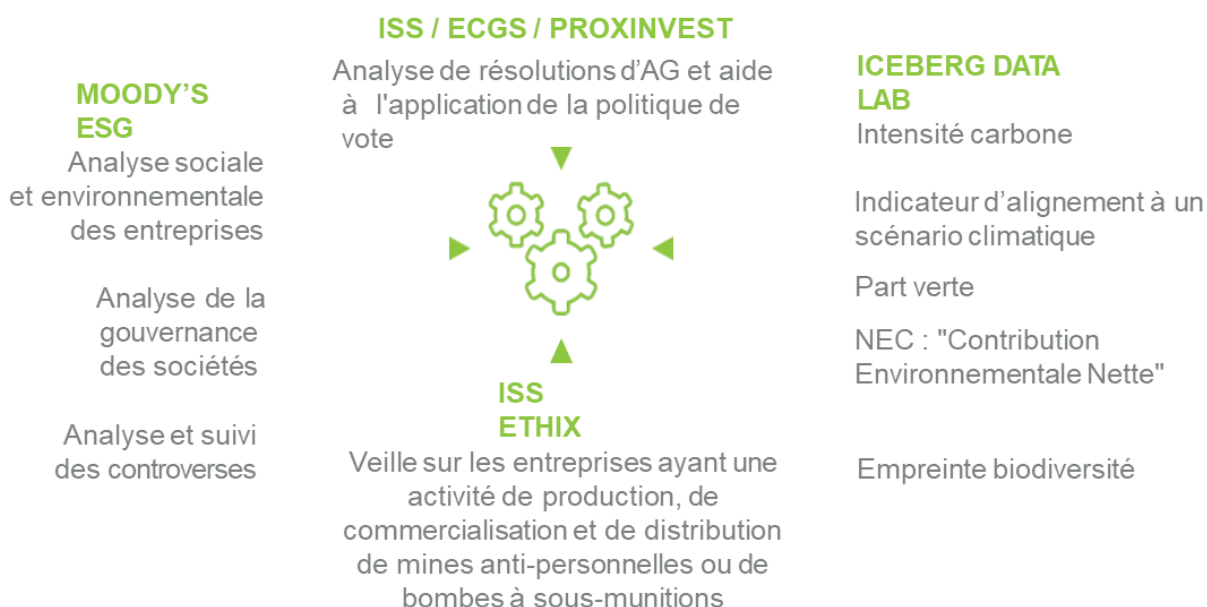 ISS / ECGS / PROXINVEST
Analyse de résolutions d'AG et aide
à l'application de la politique de
vote
MOODY'S
ESG
Analyse sociale
et environnementale
des entreprises
Analyse de la
gouvernance
des sociétés
Analyse et suivi
des controverses
ICEBERG DATA
LAB
Intensité carbone
Indicateur d'alignement à un
scénario climatique
Part verte
NEC : "Contribution
Environnementale Nette"
Empreinte biodiversité
ISS
ETHIX
Veille sur les entreprises ayant une
activité de production, de
commercialisation et de distribution
de mines anti-personnelles ou de
bombes à sous-munitions